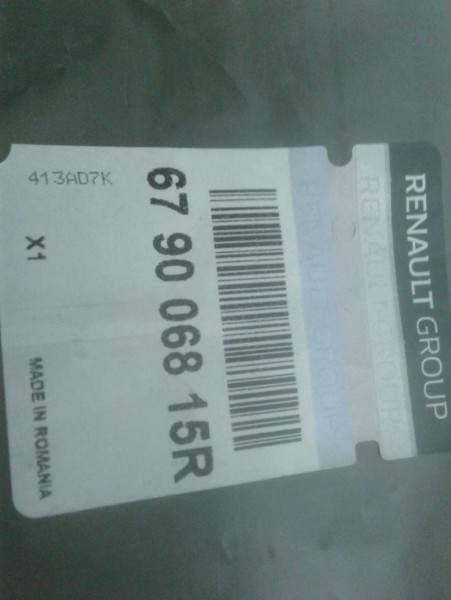 RENAULT GROUP
67 90 068 15R
413AD7K
X1
MADE IN ROMANIA